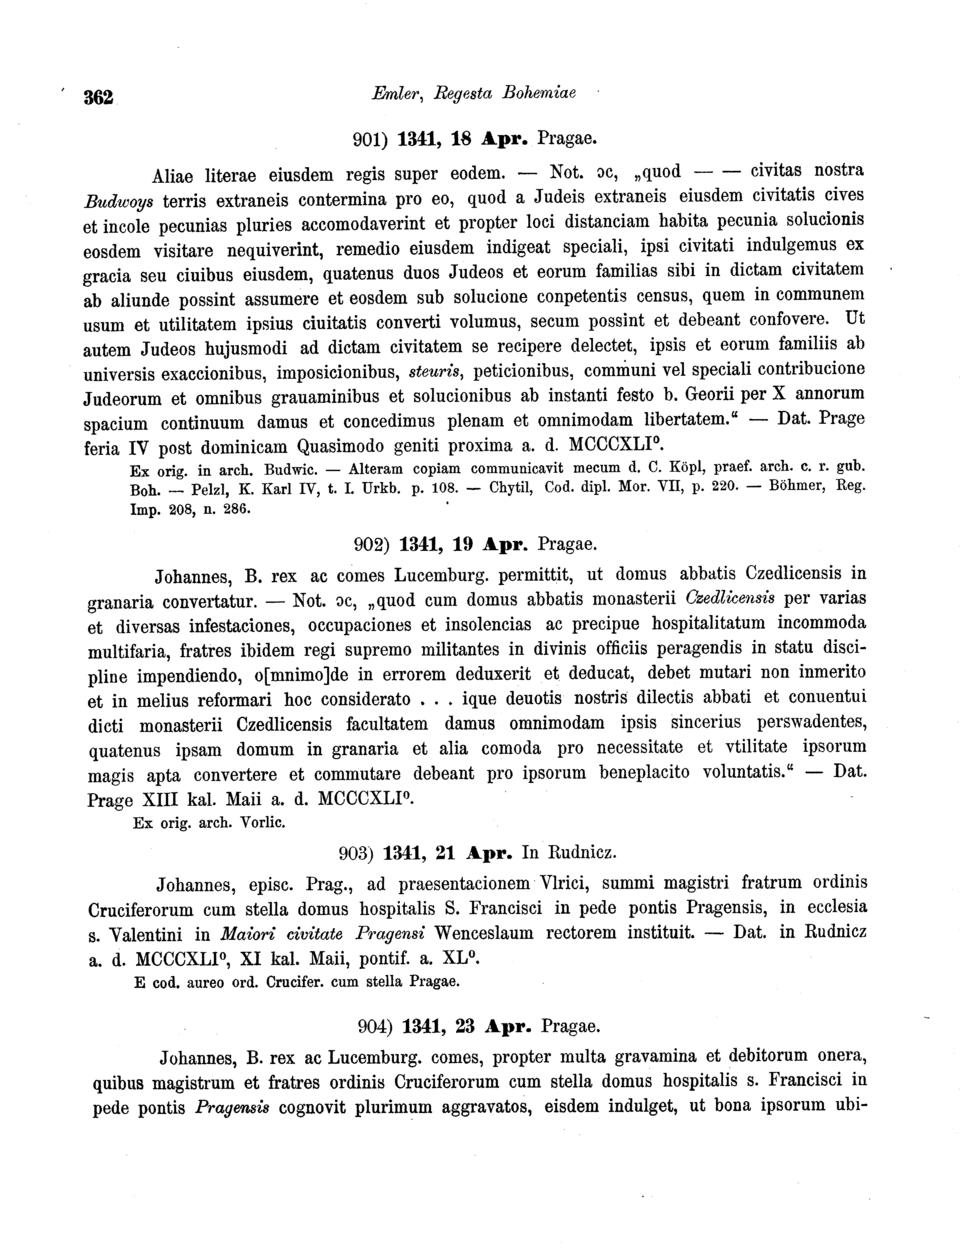 362
Emler, Regesta Bohemiae
901) 1341, 18 Apr. Pragae.
Aliae literae eiusdem regis super eodem. — Not. ɔc, „quod — — civitas nostra
Budwoys terris extraneis contermina pro eo, quod a Judeis extraneis eiusdem civitatis cives
et incole pecunias pluries accomodaverint et propter loci distanciam habita pecunia solucionis
eosdem visitare nequiverint, remedio eiusdem indigeat speciali, ipsi civitati indulgemus ex
gracia seu ciuibus eiusdem, quatenus duos Judeos et eorum familias sibi in dictam civitatem
ab aliunde possint assumere et eosdem sub solucione conpetentis census, quem in communem
usum et utilitatem ipsius ciuitatis converti volumus, secum possint et debeant confovere. Ut
autem Judeos hujusmodi ad dictam civitatem se recipere delectet, ipsis et eorum familiis ab
universis exaccionibus, imposicionibus, steuris, peticionibus, communi vel speciali contribucione
Judeorum et omnibus grauaminibus et solucionibus ab instanti festo b. Georii per X annorum
spacium continuum damus et concedimus plenam et omnimodam libertatem.“ — Dat. Prage
feria IV post dominicam Quasimodo geniti proxima a. d. MCCCXLI⁰.
Ex orig. in arch. Budwic. — Alteram copiam communicavit mecum d. C. Köpl, praef. arch. c. r. gub.
Boh. — Pelzl, K. Karl IV, t. I. Urkb. p. 108. — Chytil, Cod. dipl. Mor. VII, p. 220. — Böhmer, Reg.
Imp. 208, n. 286.
902) 1341, 19 Apr. Pragae.
Johannes, B. rex ac comes Lucemburg. permittit, ut domus abbatis Czedlicensis in
granaria convertatur. — Not. ɔc, „quod cum domus abbatis monasterii Czedlicensis per varias
et diversas infestaciones, occupaciones et insolencias ac precipue hospitalitatum incommoda
multifaria, fratres ibidem regi supremo militantes in divinis officiis peragendis in statu disci-
pline impendiendo, o[mnimo]de in errorem deduxerit et deducat, debet mutari non inmerito
et in melius reformari hoc considerato . . . ique deuotis nostris dilectis abbati et conuentui
dicti monasterii Czedlicensis facultatem damus omnimodam ipsis sincerius perswadentes,
quatenus ipsam domum in granaria et alia comoda pro necessitate et vtilitate ipsorum
magis apta convertere et commutare debeant pro ipsorum beneplacito voluntatis.“ — Dat.
Prage XIII kal. Maii a. d. MCCCXLI⁰.
Ex orig. arch. Vorlic.
903) 1341, 21 Apr. In Rudnicz.
Johannes, episc. Prag., ad praesentacionem Vlrici, summi magistri fratrum ordinis
Cruciferorum cum stella domus hospitalis S. Francisci in pede pontis Pragensis, in ecclesia
s. Valentini in Maiori civitate Pragensi Wenceslaum rectorem instituit. — Dat. in Rudnicz
a. d. MCCCXLI⁰, XI kal. Maii, pontif. a. XL⁰.
E cod. aureo ord. Crucifer. cum stella Pragae.
904) 1341, 23 Apr. Pragae.
Johannes, B. rex ac Lucemburg. comes, propter multa gravamina et debitorum onera,
quibus magistrum et fratres ordinis Cruciferorum cum stella domus hospitalis s. Francisci in
pede pontis Pragensis cognovit plurimum aggravatos, eisdem indulget, ut bona ipsorum ubi-